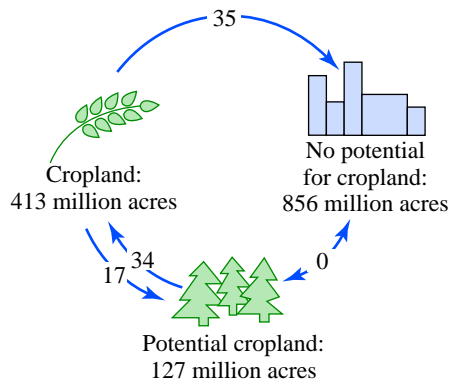 35
Cropland:
413 million acres
No potential
for cropland:
856 million acres
34
17
0
Potential cropland:
127 million acres